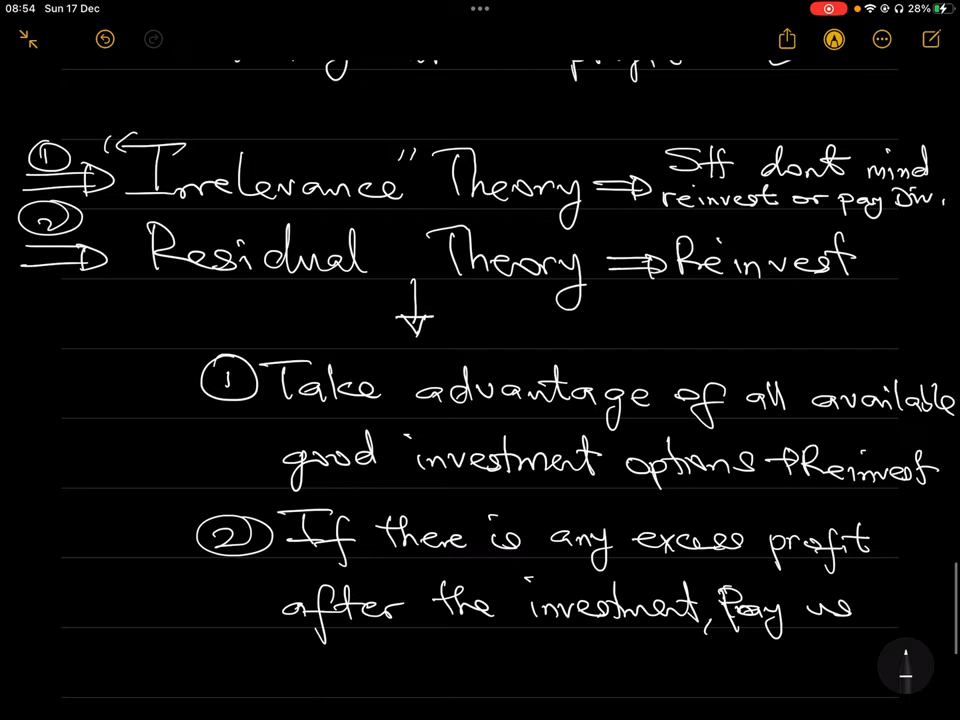 08:54 Sun 17 Dec
28%
① ⇒ "Irrelevance" Theory ⇒ SH dont mind
reinvest or pay Div.
② ⇒ Residual Theory ⇒ Reinvest
① Take advantage of all available
good investment options + Reinvest
② If there is any excess profit
after the investment, Pay us